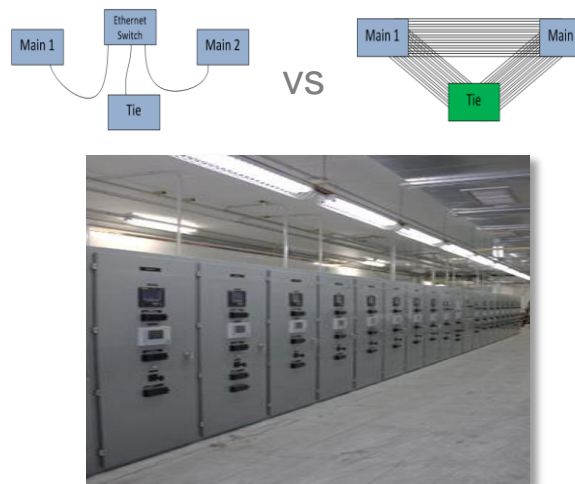 Ethernet
Switch
Main 1
Main 2
Tie
vs
Main 1
Main
Tie